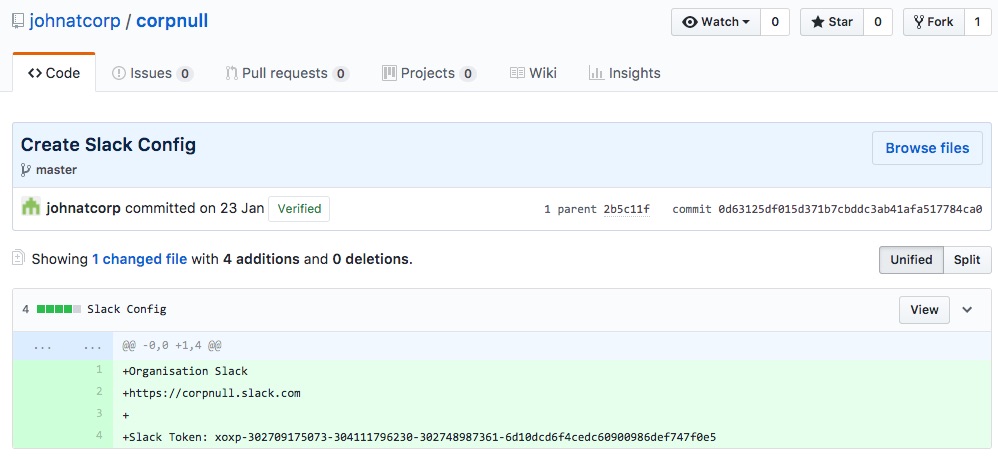 johnatcorp / corpnull
Watch 0 Star 0 Fork 1
Code Issues 0 Pull requests 0 Projects 0 Wiki Insights
Create Slack Config
Browse files
master
johnatcorp committed on 23 Jan Verified 1 parent 2b5c11f commit 0d63125df015d371b7cbddc3ab41afa517784ca0
Showing 1 changed file with 4 additions and 0 deletions. Unified Split
4 Slack Config View
... ... @@ -0,0 +1,4 @@
1 +Organisation Slack
2 +https://corpnull.slack.com
3 +
4 +Slack Token: xoxp-302709175073-304111796230-302748987361-6d10dcd6f4cedc60900986def747f0e5